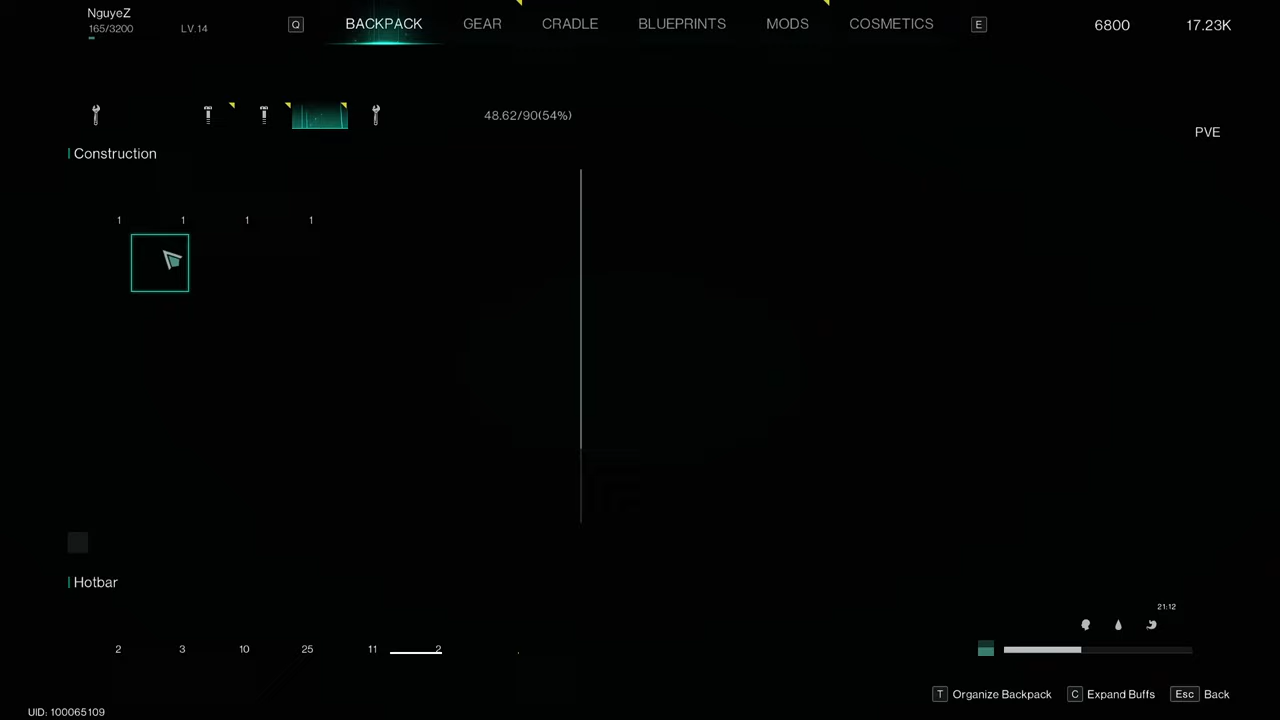 NguyeZ
165/3200
LV.14
Q
BACKPACK
GEAR
CRADLE
BLUEPRINTS
MODS
COSMETICS
E
6800
17.23K
48.62/90(54%)
PVE
Construction
1 1 1 1
Hotbar
21:12
2 3 10 25 11 2
T Organize Backpack
C Expand Buffs
Esc Back
UID: 100065109